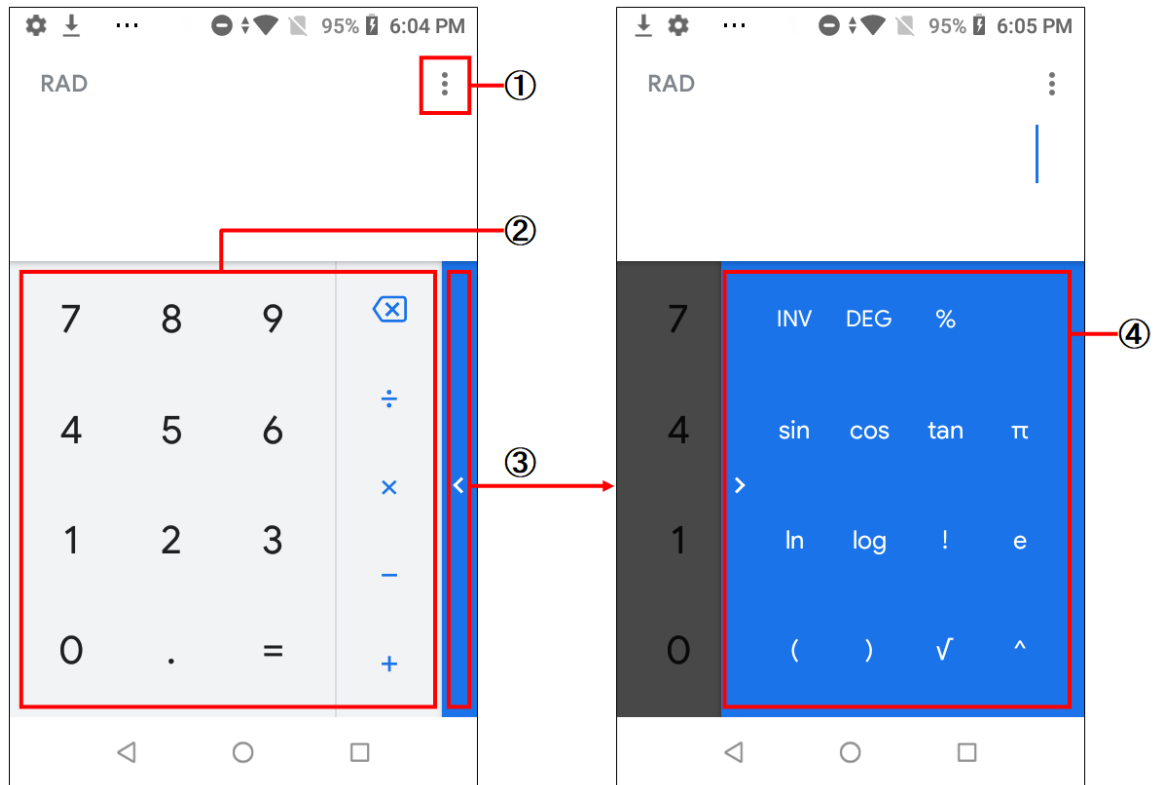 95% 6:04 PM
RAD
①
②
7 8 9
÷
4 5 6
×
③
1 2 3
−
0 . =
+
95% 6:05 PM
RAD
7 INV DEG %
④
4 sin cos tan π
1 ln log ! e
0 ( ) √ ^